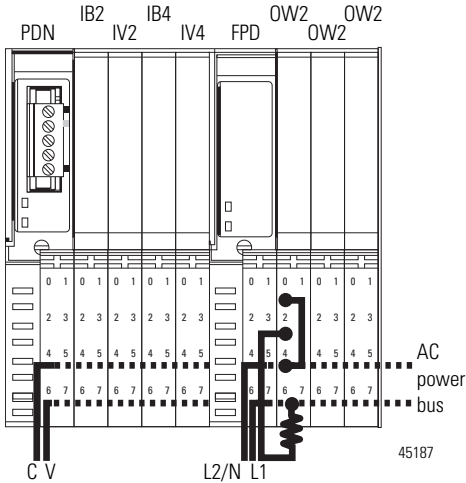 IB2 IB4 OW2 OW2
PDN IV2 IV4 FPD OW2
0 1 0 1 0 1 0 1 0 1 0 1 0 1 0 1 0 1
2 3 2 3 2 3 2 3 2 3 2 3 2 3 2 3 2 3
4 5 4 5 4 5 4 5 4 5 4 5 4 5 4 5
AC
power
6 7 6 7 6 7 6 7 6 7 6 7 6 7 6 7 6 7
bus
45187
C V L2/N L1